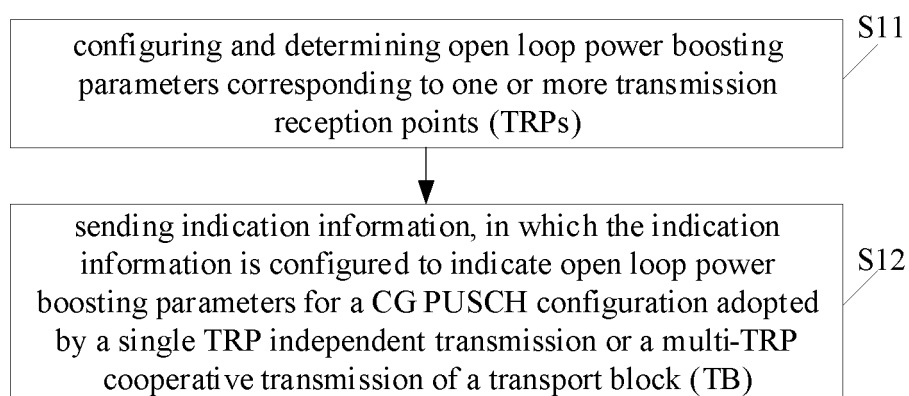 S11
configuring and determining open loop power boosting
parameters corresponding to one or more transmission
reception points (TRPs)
sending indication information, in which the indication
information is configured to indicate open loop power
boosting parameters for a CG PUSCH configuration adopted
by a single TRP independent transmission or a multi-TRP
cooperative transmission of a transport block (TB)
S12